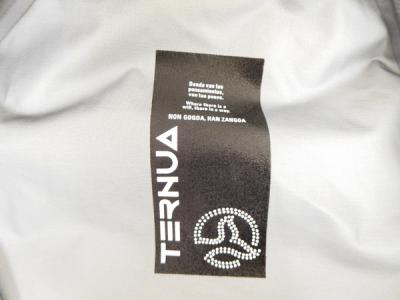 Donde van tus
pensamientos,
van tus pasos.
Where there is a
will, there is a way.
NON GOGOA, HAN ZANGOA
TERNUA